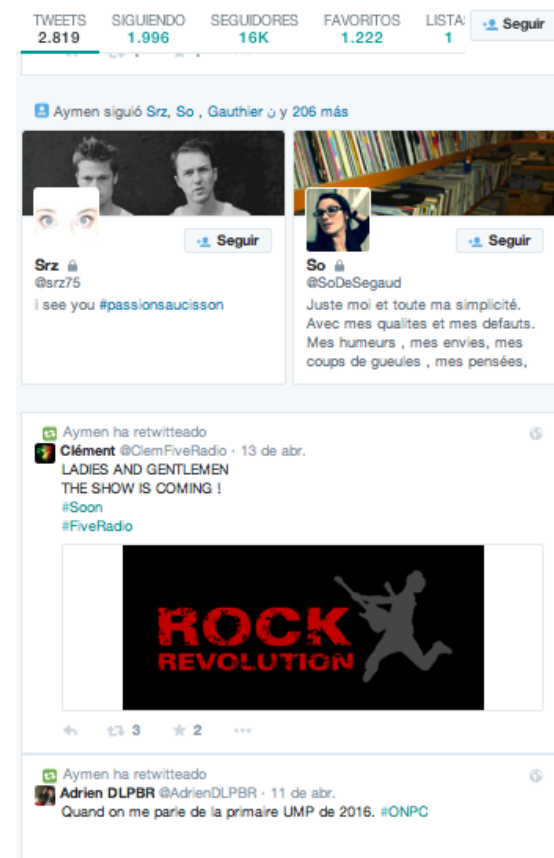 TWEETS SIGUIENDO SEGUIDORES FAVORITOS LISTA
2.819 1.996 16K 1.222 1
Seguir
Aymen siguió Srz, So , Gauthier ن y 206 más
Seguir
Srz
@srz75
i see you #passionsaucisson
Seguir
So
@SoDeSegaud
Juste moi et toute ma simplicité.
Avec mes qualites et mes defauts.
Mes humeurs , mes envies, mes
coups de gueules , mes pensées,
Aymen ha retwitteado
Clément @ClemFiveRadio · 13 de abr.
LADIES AND GENTLEMEN
THE SHOW IS COMING !
#Soon
#FiveRadio
ROCK
REVOLUTION
3 2
Aymen ha retwitteado
Adrien DLPBR @AdrienDLPBR · 11 de abr.
Quand on me parle de la primaire UMP de 2016. #ONPC